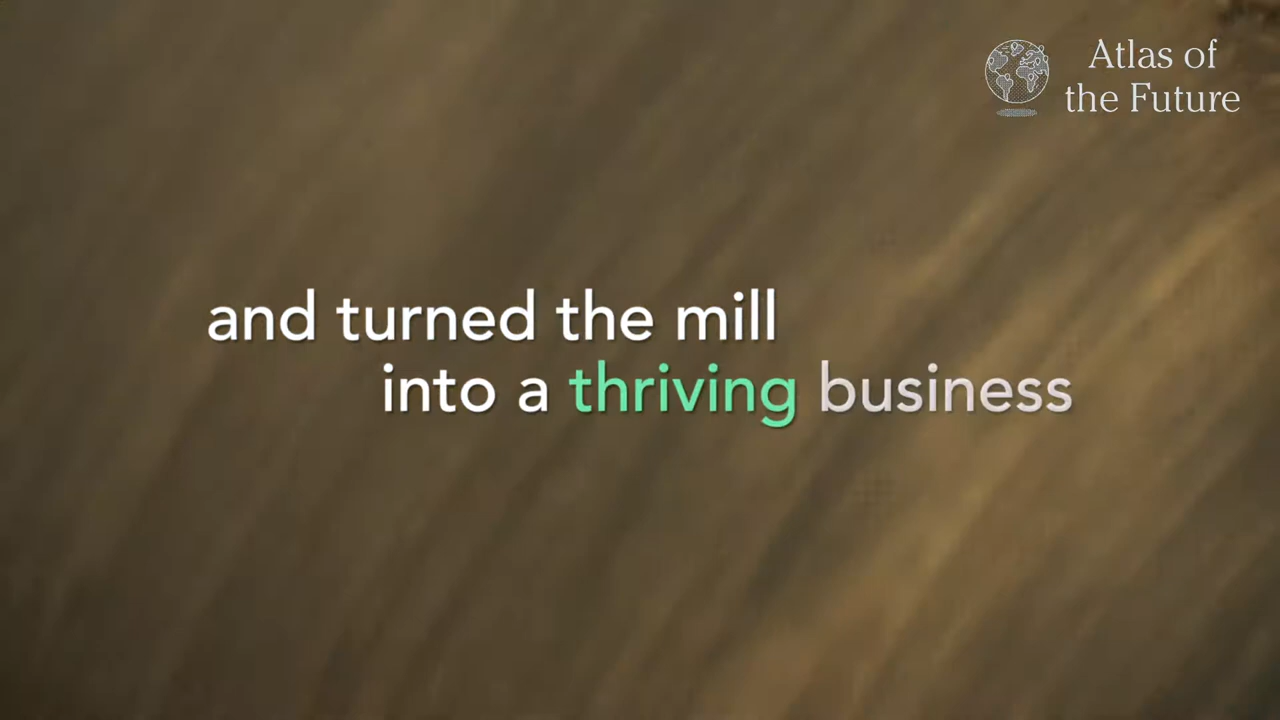 Atlas of
the Future
and turned the mill
into a thriving business